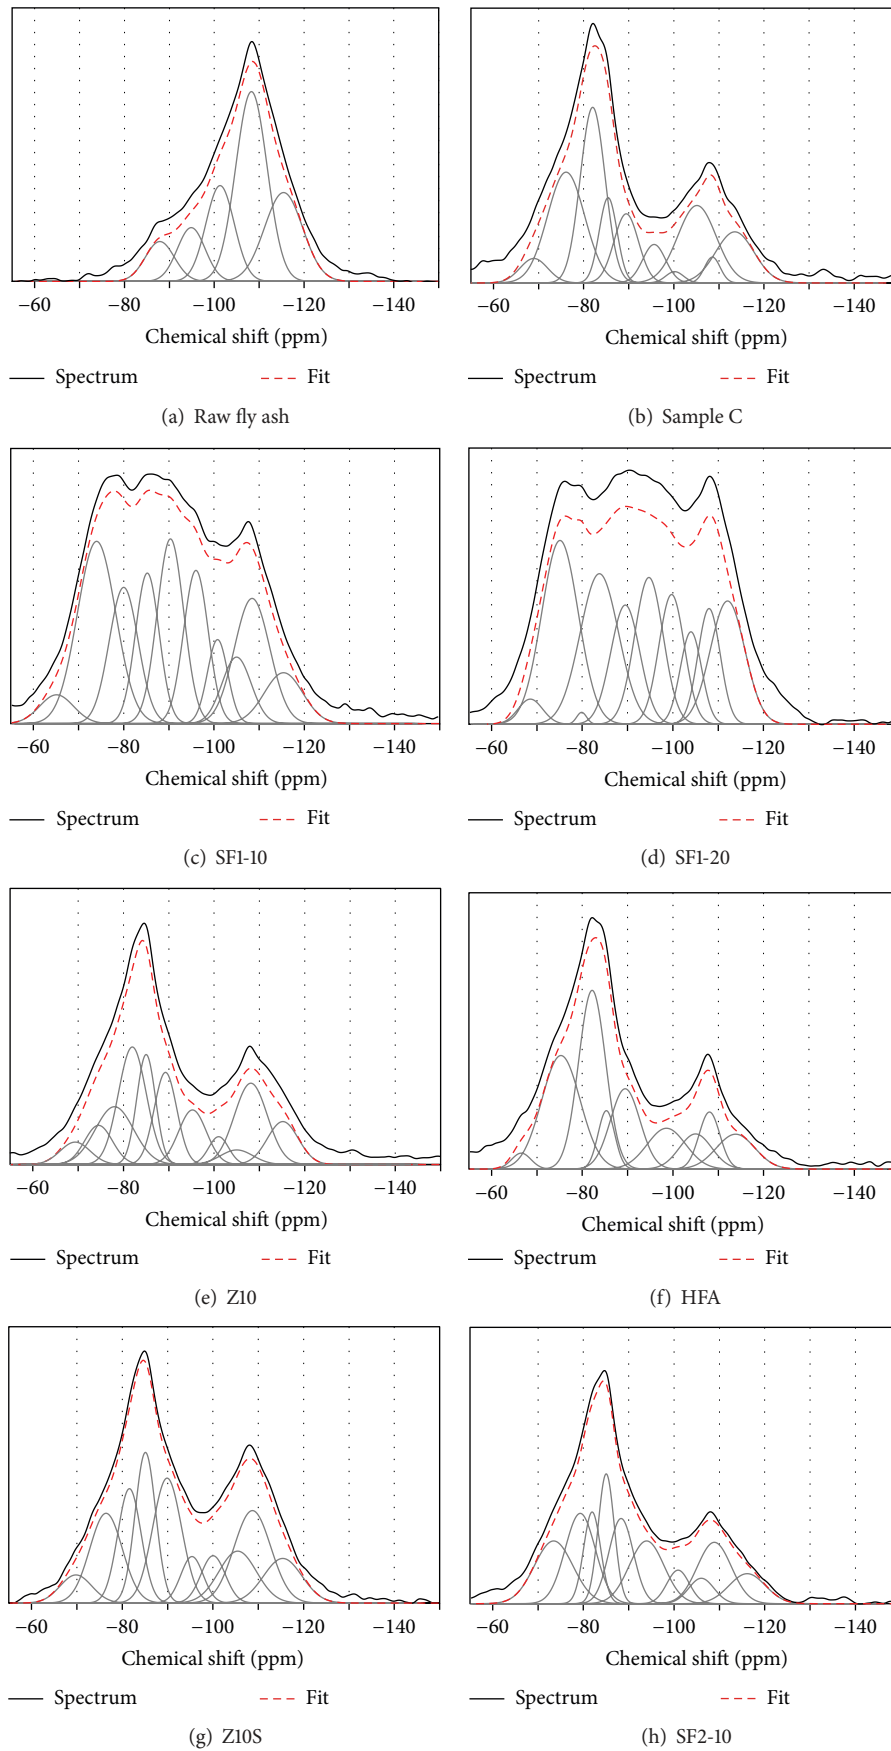 −60 −80 −100 −120 −140
Chemical shift (ppm)
Spectrum Fit
(a) Raw fly ash
−60 −80 −100 −120 −140
Chemical shift (ppm)
Spectrum Fit
(b) Sample C
−60 −80 −100 −120 −140
Chemical shift (ppm)
Spectrum Fit
(c) SF1-10
−60 −80 −100 −120 −140
Chemical shift (ppm)
Spectrum Fit
(d) SF1-20
−60 −80 −100 −120 −140
Chemical shift (ppm)
Spectrum Fit
(e) Z10
−60 −80 −100 −120 −140
Chemical shift (ppm)
Spectrum Fit
(f) HFA
−60 −80 −100 −120 −140
Chemical shift (ppm)
Spectrum Fit
(g) Z10S
−60 −80 −100 −120 −140
Chemical shift (ppm)
Spectrum Fit
(h) SF2-10